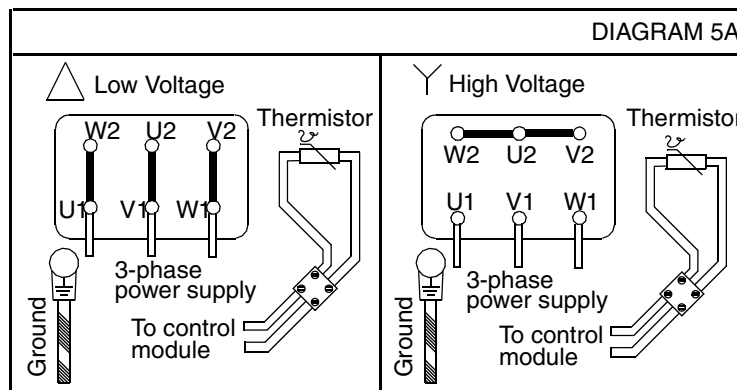 DIAGRAM 5A
Low Voltage
Thermistor
W2 U2 V2
U1 V1 W1
3-phase
power supply
Ground
To control
module
High Voltage
Thermistor
W2 U2 V2
U1 V1 W1
3-phase
power supply
Ground
To control
module